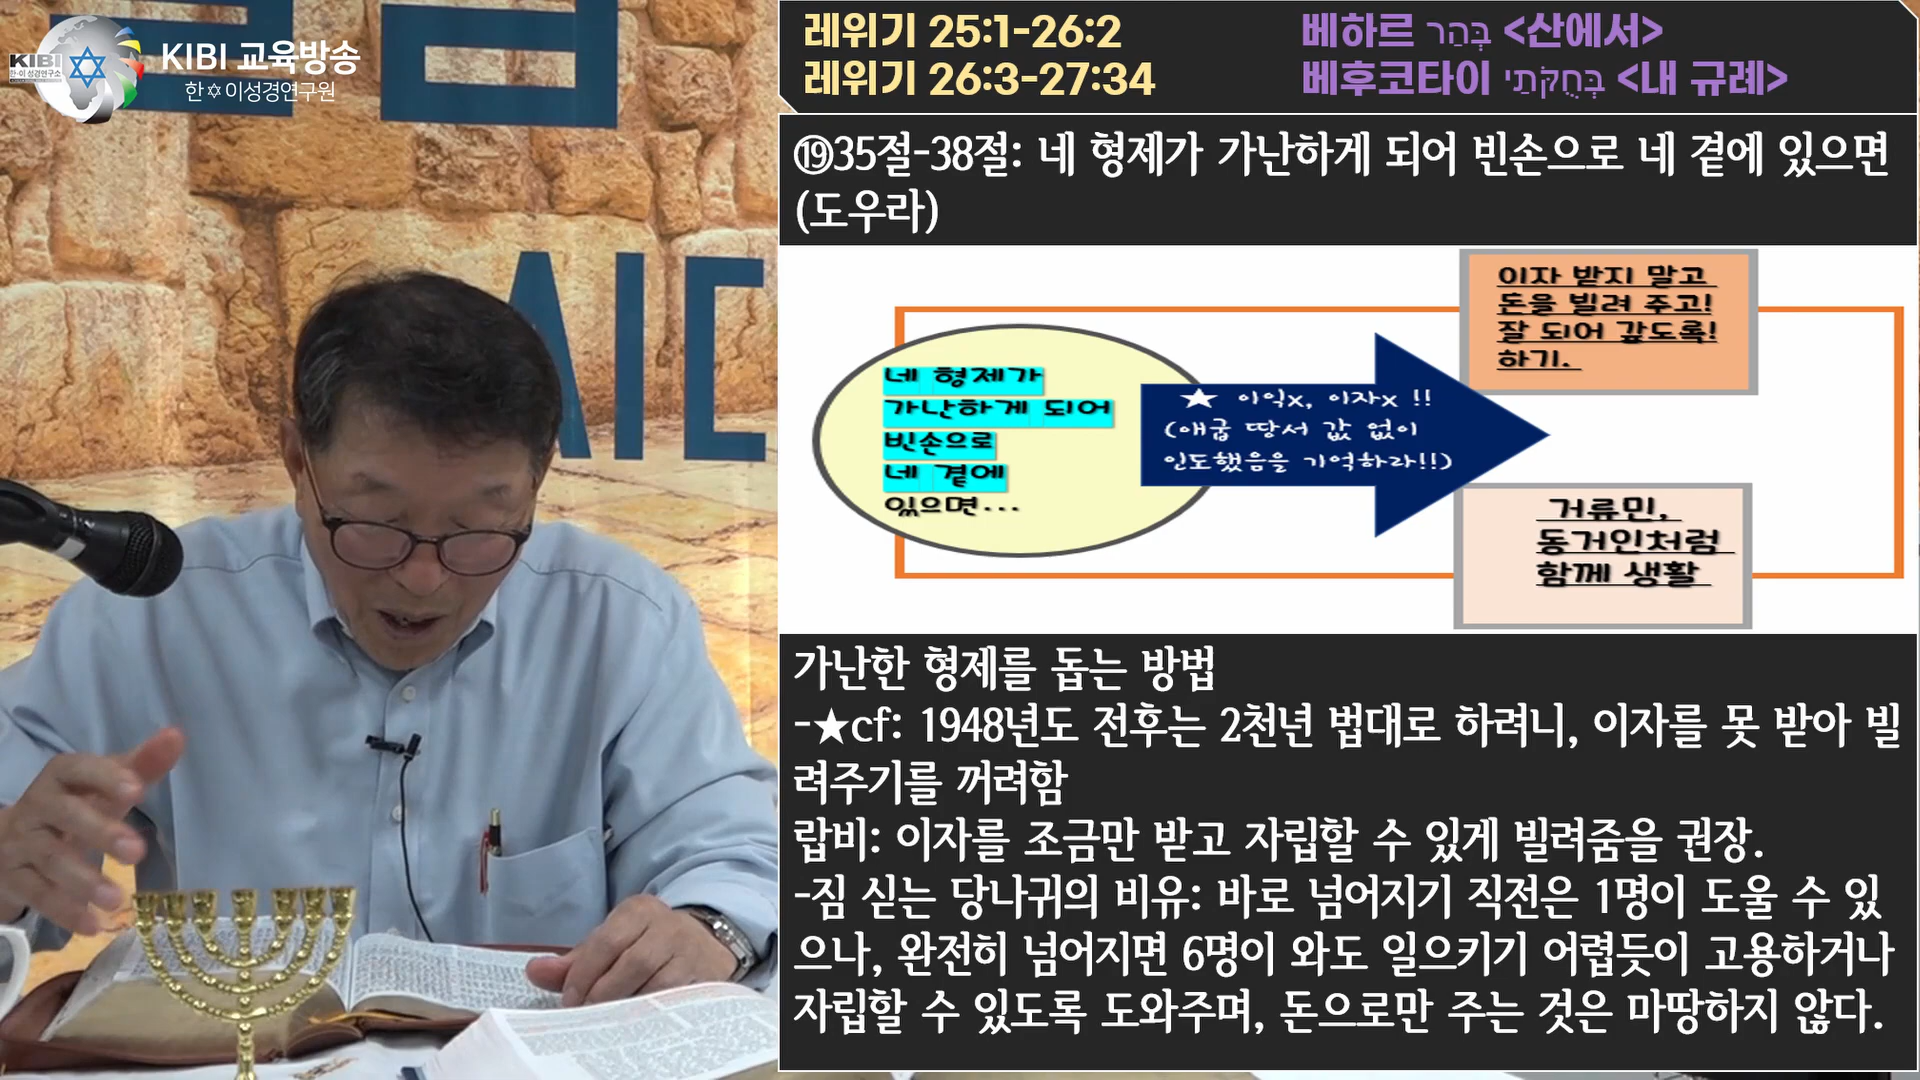 KIBI
한·이 성경연구소
KIBI 교육방송
한✡이성경연구원
AIE
레위기 25:1-26:2
베하르 בְּהַר <산에서>
레위기 26:3-27:34
베후코타이 בְּחֻקֹּתַי <내 규례>
⑲35절-38절: 네 형제가 가난하게 되어 빈손으로 네 곁에 있으면
(도우라)
네 형제가
가난하게 되어
빈손으로
네 곁에
있으면...
★ 이익x, 이자x !!
(애굽 땅서 값 없이
인도했음을 기억하라!!)
이자 받지 말고
돈을 빌려 주고!
잘 되어 갚도록!
하기.
거류민,
동거인처럼
함께 생활
가난한 형제를 돕는 방법
-★cf: 1948년도 전후는 2천년 법대로 하려니, 이자를 못 받아 빌
려주기를 꺼려함
랍비: 이자를 조금만 받고 자립할 수 있게 빌려줌을 권장.
-짐 싣는 당나귀의 비유: 바로 넘어지기 직전은 1명이 도울 수 있
으나, 완전히 넘어지면 6명이 와도 일으키기 어렵듯이 고용하거나
자립할 수 있도록 도와주며, 돈으로만 주는 것은 마땅하지 않다.